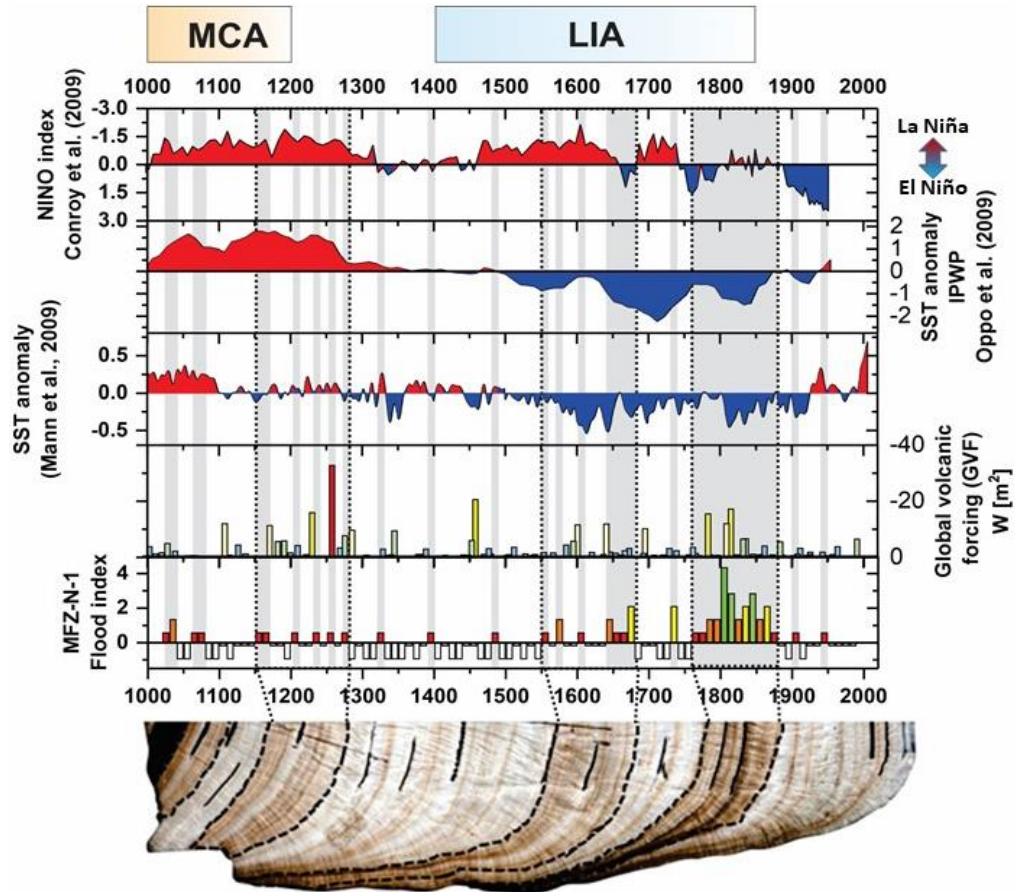 MCA
LIA
1000 1100 1200 1300 1400 1500 1600 1700 1800 1900 2000
NINO index
Conroy et al. (2009)
-3.0
-1.5
0.0
1.5
3.0
La Niña
El Niño
2
1
0
-1
-2
SST anomaly
IPWP
Oppo et al. (2009)
SST anomaly
(Mann et al., 2009)
0.5
0.0
-0.5
-40
-20
0
Global volcanic
forcing (GVF)
W [m²]
MFZ-N-1
Flood index
4
2
0
1000 1100 1200 1300 1400 1500 1600 1700 1800 1900 2000